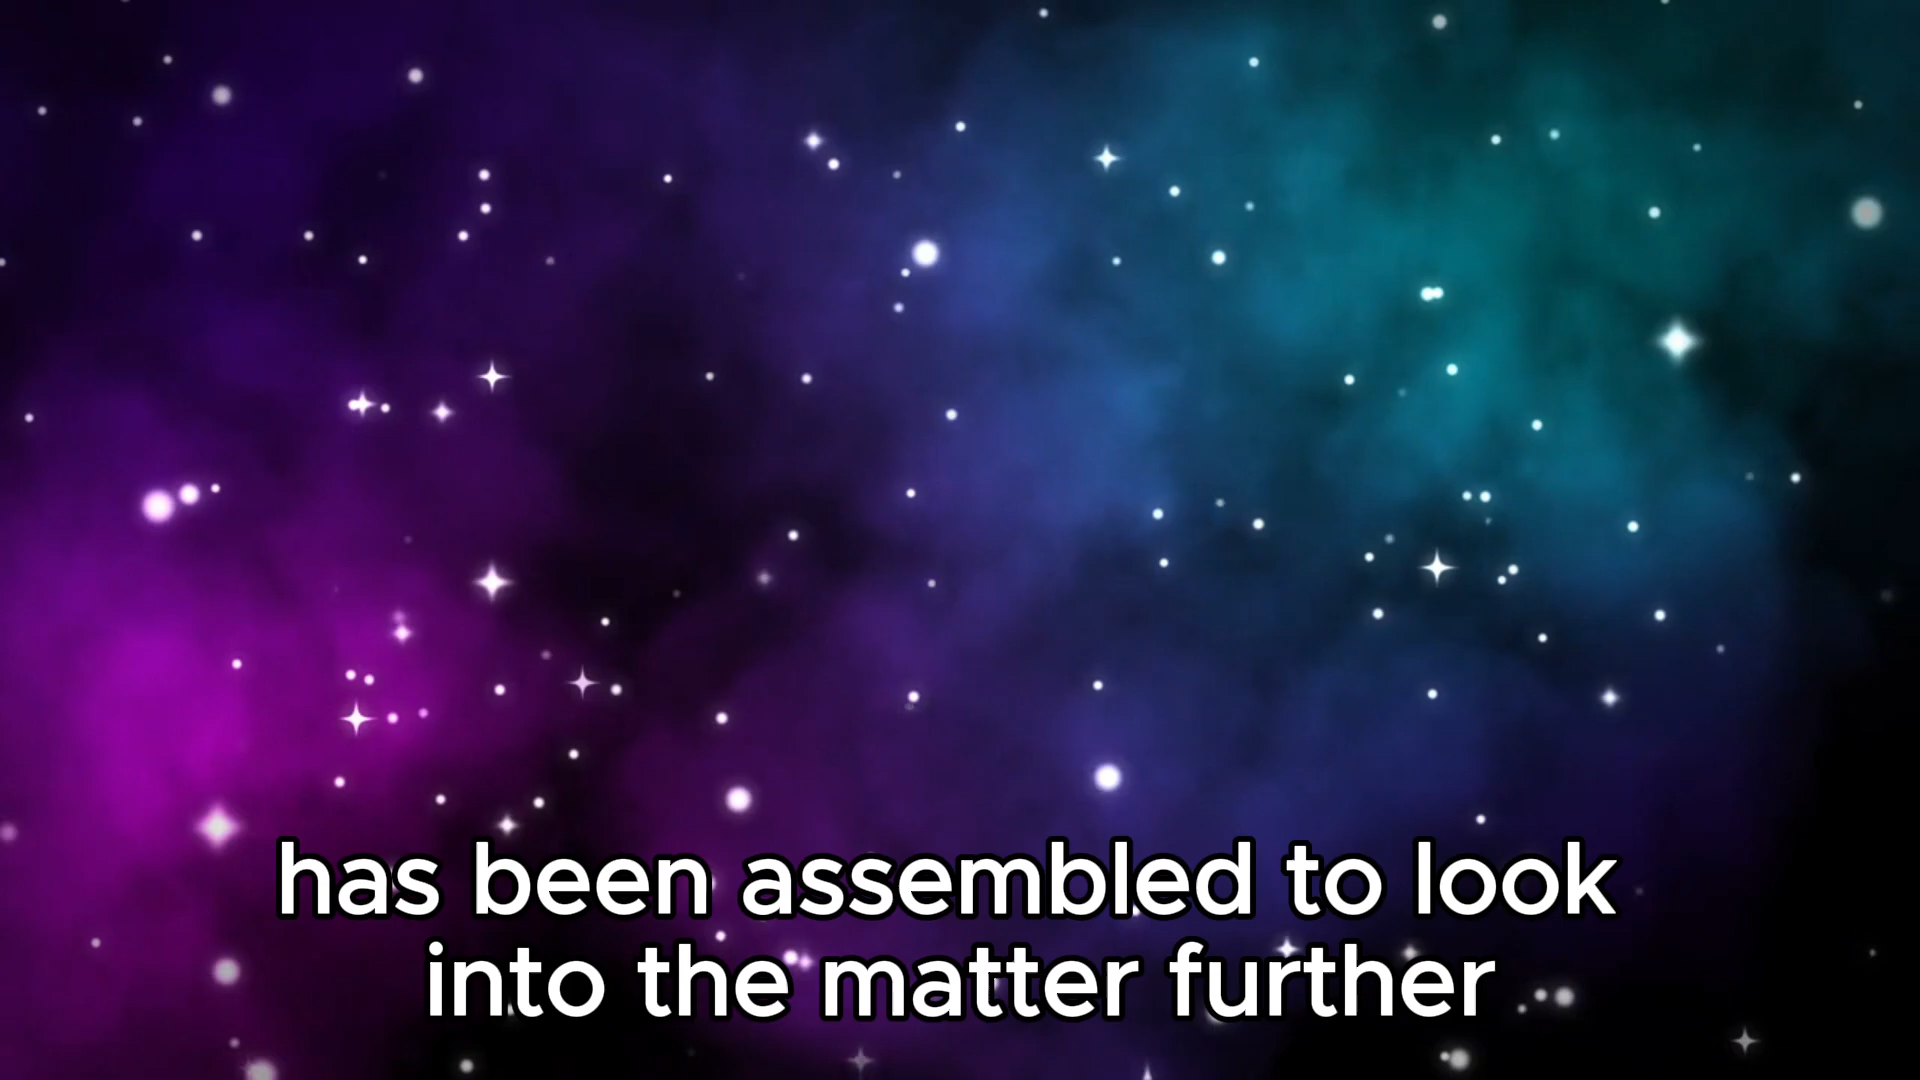 has been assembled to look
into the matter further